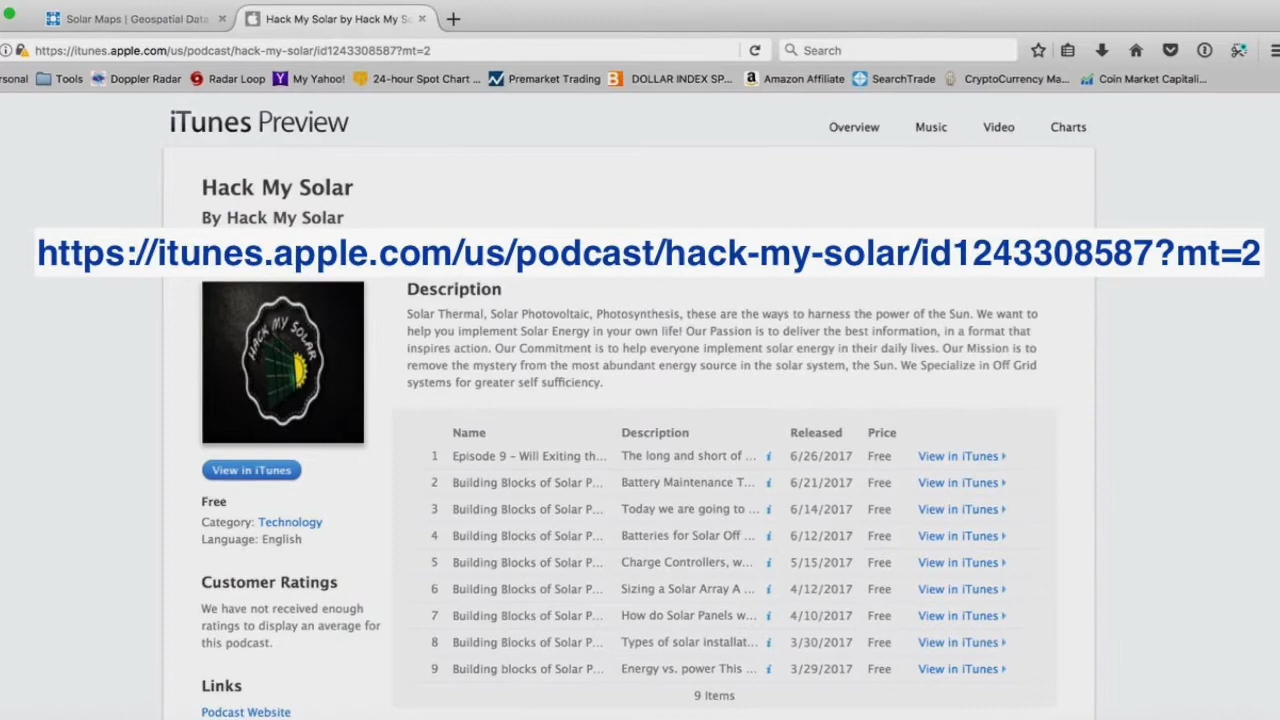 Solar Maps | Geospatial Data
Hack My Solar by Hack My So
https://itunes.apple.com/us/podcast/hack-my-solar/id1243308587?mt=2
Search
rsonal Tools Doppler Radar Radar Loop My Yahoo! 24-hour Spot Chart ... Premarket Trading DOLLAR INDEX SP... Amazon Affiliate SearchTrade CryptoCurrency Ma... Coin Market Capitali...
iTunes Preview
Overview Music Video Charts
Hack My Solar
By Hack My Solar
https://itunes.apple.com/us/podcast/hack-my-solar/id1243308587?mt=2
HACK MY SOLAR
View in iTunes
Free
Category: Technology
Language: English
Customer Ratings
We have not received enough
ratings to display an average for
this podcast.
Links
Podcast Website
Description
Solar Thermal, Solar Photovoltaic, Photosynthesis, these are the ways to harness the power of the Sun. We want to
help you implement Solar Energy in your own life! Our Passion is to deliver the best information, in a format that
inspires action. Our Commitment is to help everyone implement solar energy in their daily lives. Our Mission is to
remove the mystery from the most abundant energy source in the solar system, the Sun. We Specialize in Off Grid
systems for greater self sufficiency.
Name Description Released Price
1 Episode 9 - Will Exiting th... The long and short of ... i 6/26/2017 Free View in iTunes
2 Building Blocks of Solar P... Battery Maintenance T... i 6/21/2017 Free View in iTunes
3 Building Blocks of Solar P... Today we are going to ... i 6/14/2017 Free View in iTunes
4 Building Blocks of Solar P... Batteries for Solar Off ... i 6/12/2017 Free View in iTunes
5 Building Blocks of Solar P... Charge Controllers, w... i 5/15/2017 Free View in iTunes
6 Building Blocks of Solar P... Sizing a Solar Array A ... i 4/12/2017 Free View in iTunes
7 Building Blocks of Solar P... How do Solar Panels w... i 4/10/2017 Free View in iTunes
8 Building Blocks of Solar P... Types of solar installat... i 3/30/2017 Free View in iTunes
9 Building blocks of Solar P... Energy vs. power This ... i 3/29/2017 Free View in iTunes
9 Items